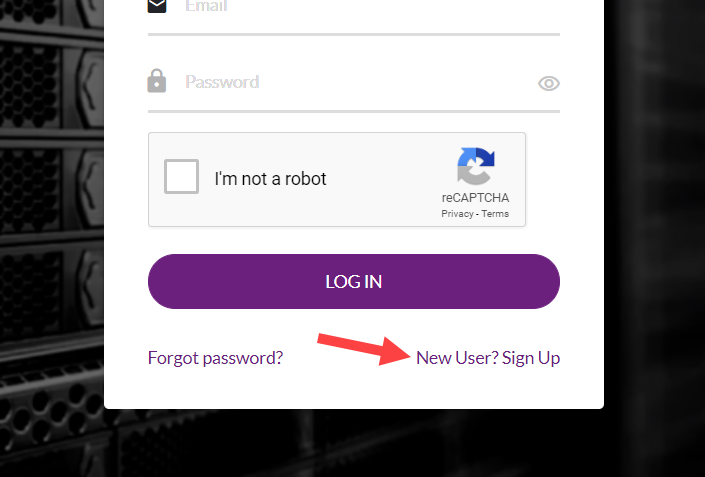 Email
Password
I'm not a robot
reCAPTCHA
Privacy - Terms
LOG IN
Forgot password?
New User? Sign Up